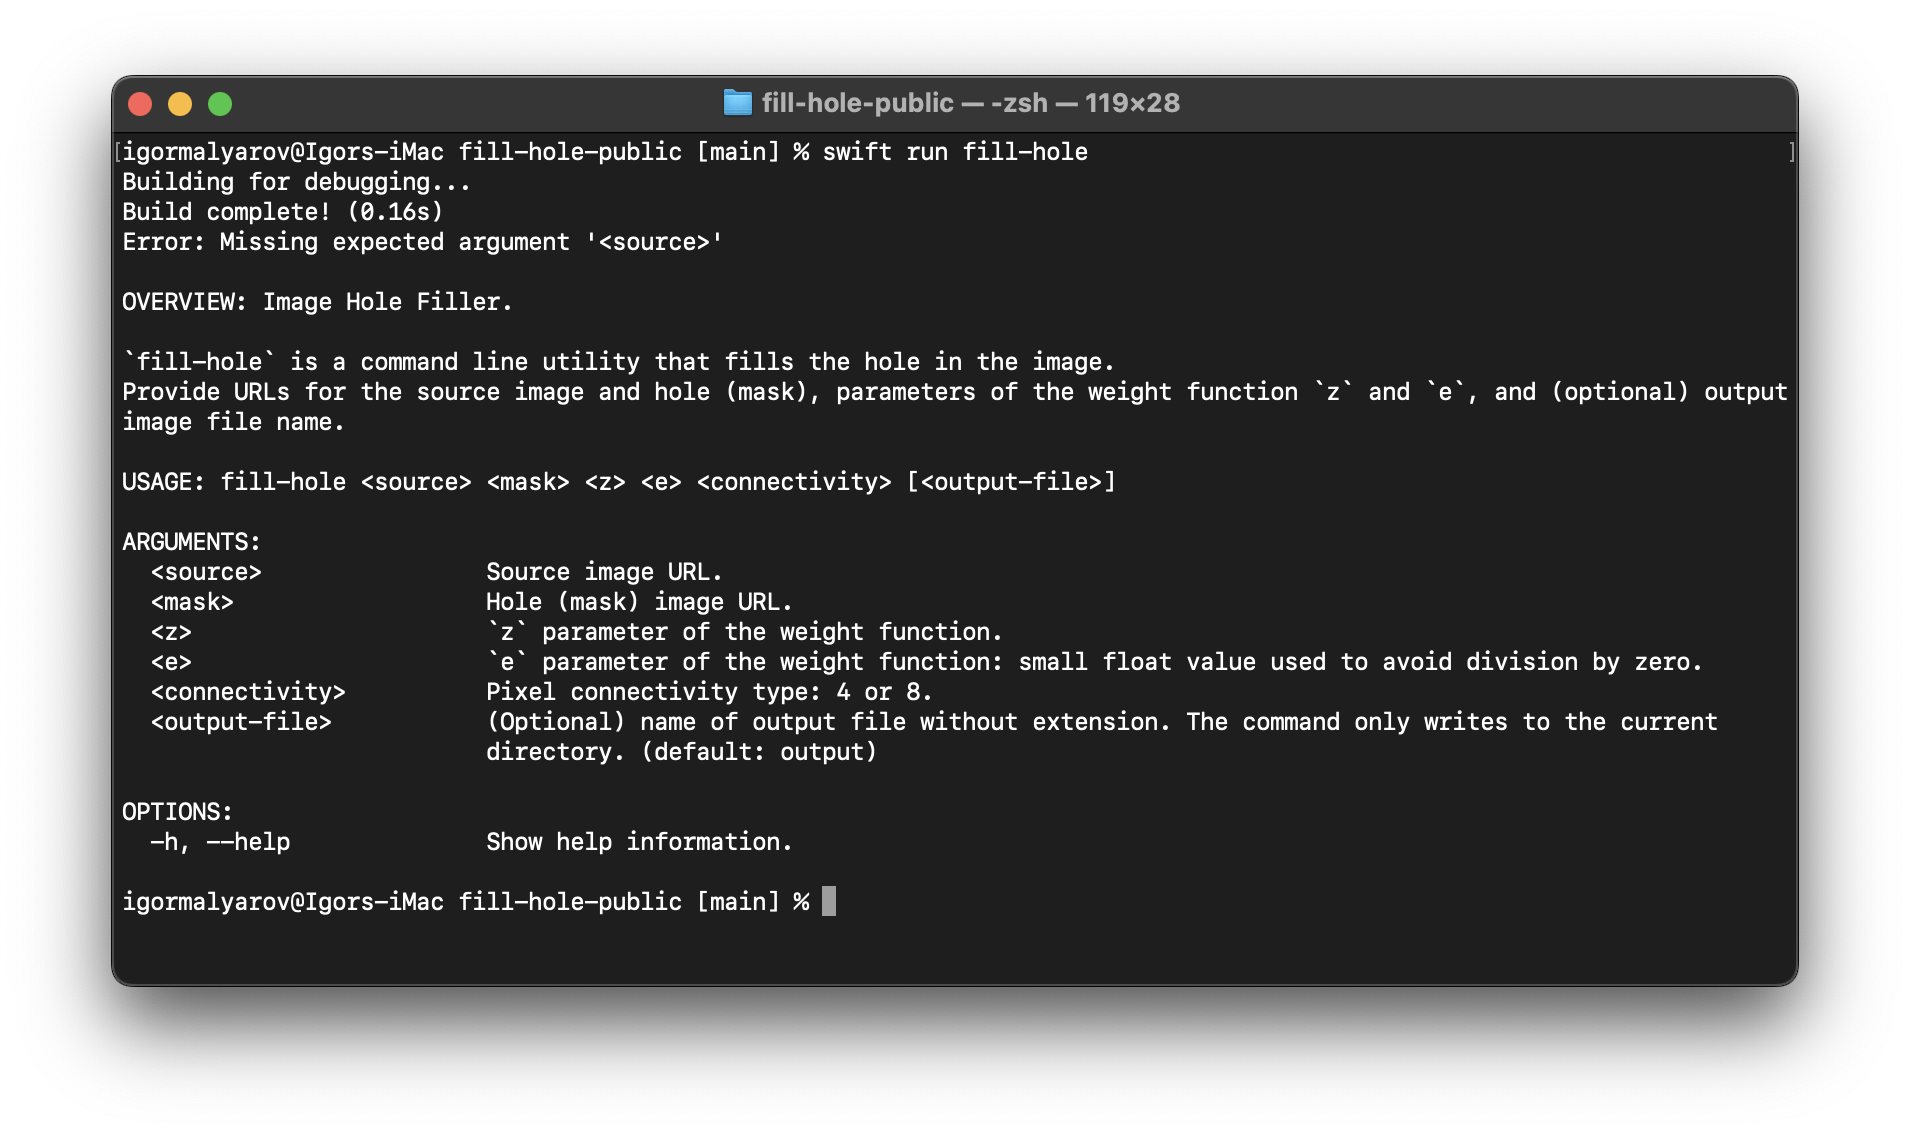 fill-hole-public — -zsh — 119×28
[igormalyarov@Igors-iMac fill-hole-public [main] % swift run fill-hole ]
Building for debugging...
Build complete! (0.16s)
Error: Missing expected argument '<source>'
OVERVIEW: Image Hole Filler.
`fill-hole` is a command line utility that fills the hole in the image.
Provide URLs for the source image and hole (mask), parameters of the weight function `z` and `e`, and (optional) output
image file name.
USAGE: fill-hole <source> <mask> <z> <e> <connectivity> [<output-file>]
ARGUMENTS:
<source> Source image URL.
<mask> Hole (mask) image URL.
<z> `z` parameter of the weight function.
<e> `e` parameter of the weight function: small float value used to avoid division by zero.
<connectivity> Pixel connectivity type: 4 or 8.
<output-file> (Optional) name of output file without extension. The command only writes to the current
directory. (default: output)
OPTIONS:
-h, --help Show help information.
igormalyarov@Igors-iMac fill-hole-public [main] %